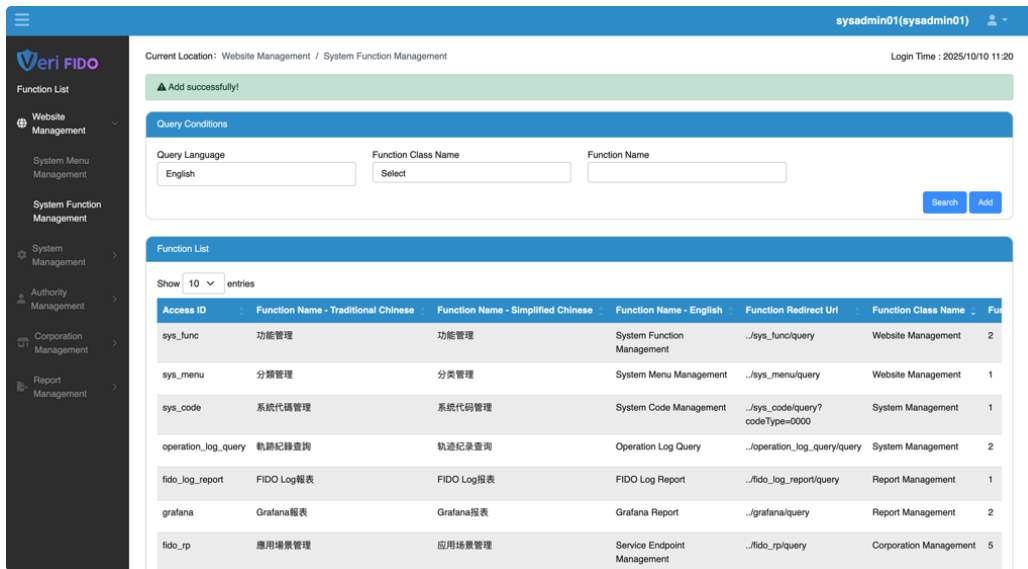 sysadmin01(sysadmin01)
Veri FIDO
Current Location: Website Management / System Function Management
Login Time : 2025/10/10 11:20
Function List
Add successfully!
Website
Management
System Menu
Management
System Function
Management
System
Management
Authority
Management
Corporation
Management
Report
Management
Query Conditions
Query Language Function Class Name Function Name
English Select
Search Add
Function List
Show 10 entries
Access ID Function Name - Traditional Chinese Function Name - Simplified Chinese Function Name - English Function Redirect Url Function Class Name Fun
sys_func 功能管理 功能管理 System Function Management ../sys_func/query Website Management 2
sys_menu 分類管理 分类管理 System Menu Management ../sys_menu/query Website Management 1
sys_code 系統代碼管理 系统代码管理 System Code Management ../sys_code/query?codeType=0000 System Management 1
operation_log_query 軌跡紀錄查詢 轨迹纪录查询 Operation Log Query ../operation_log_query/query System Management 2
fido_log_report FIDO Log報表 FIDO Log报表 FIDO Log Report ../fido_log_report/query Report Management 1
grafana Grafana報表 Grafana报表 Grafana Report ../grafana/query Report Management 2
fido_rp 應用場景管理 应用场景管理 Service Endpoint Management ../fido_rp/query Corporation Management 5